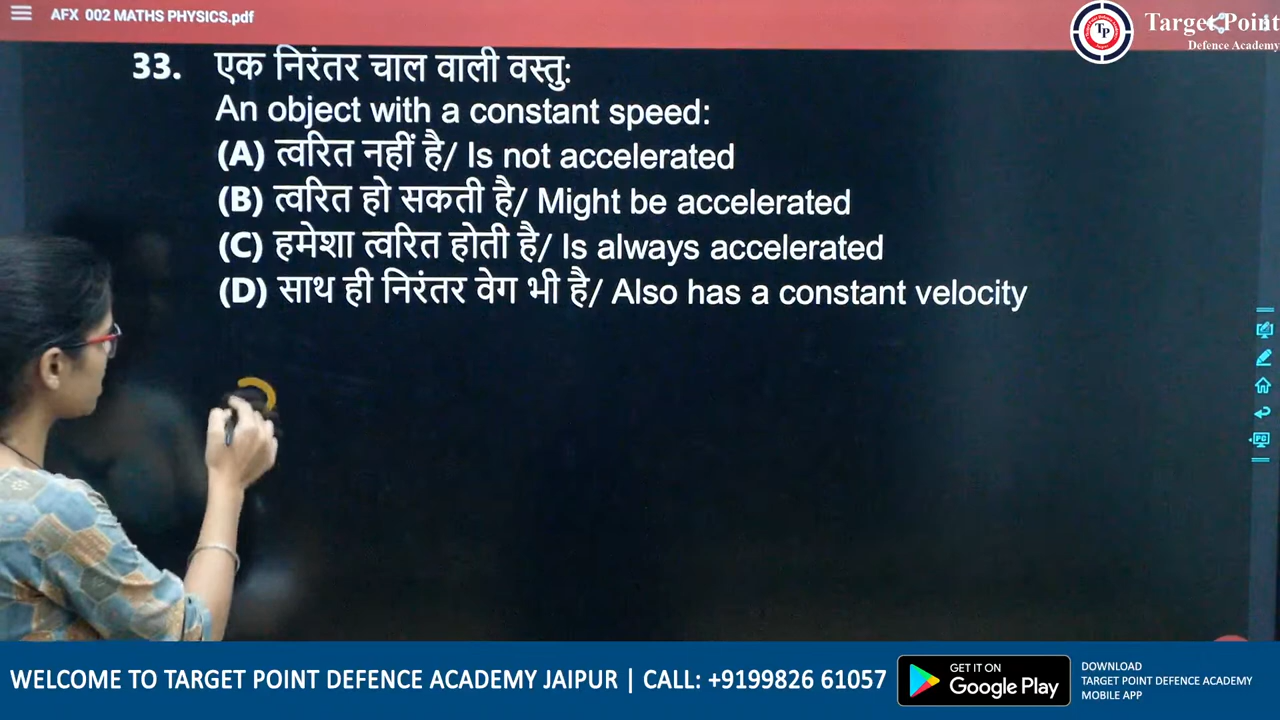 AFX 002 MATHS PHYSICS.pdf
TP
Target Point
Defence Academy
33. एक निरंतर चाल वाली वस्तु:
An object with a constant speed:
(A) त्वरित नहीं है/ Is not accelerated
(B) त्वरित हो सकती है/ Might be accelerated
(C) हमेशा त्वरित होती है/ Is always accelerated
(D) साथ ही निरंतर वेग भी है/ Also has a constant velocity
WELCOME TO TARGET POINT DEFENCE ACADEMY JAIPUR | CALL: +9199826 61057
GET IT ON
Google Play
DOWNLOAD
TARGET POINT DEFENCE ACADEMY
MOBILE APP